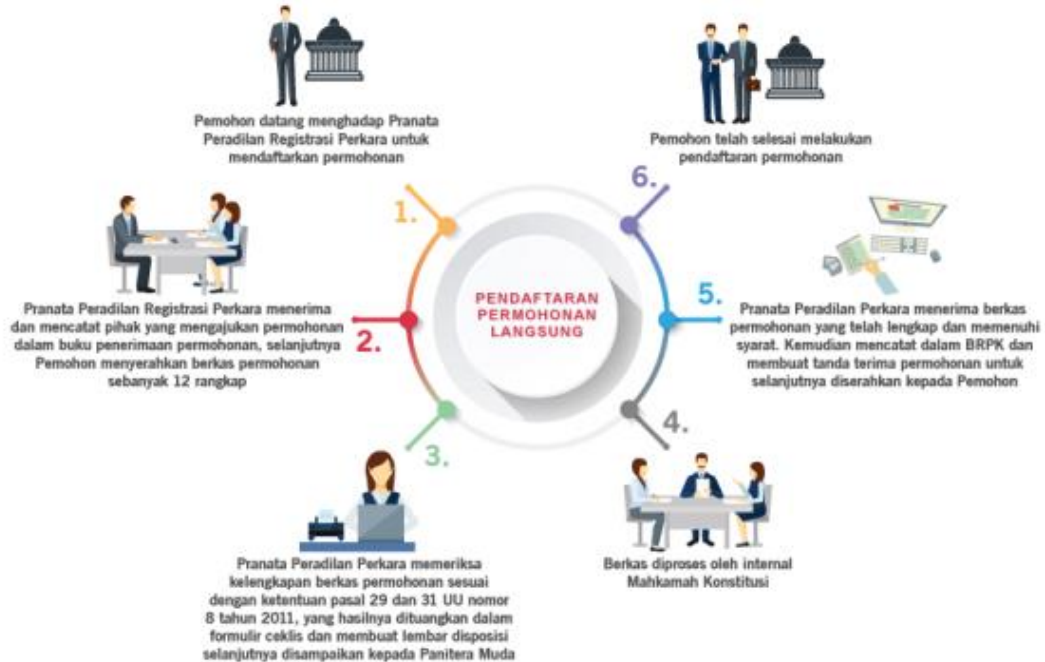 Pemohon datang menghadap Pranata
Peradilan Registrasi Perkara untuk
mendaftarkan permohonan
1.
Pranata Peradilan Registrasi Perkara menerima
dan mencatat pihak yang mengajukan permohonan
dalam buku penerimaan permohonan, selanjutnya
Pemohon menyerahkan berkas permohonan
sebanyak 12 rangkap
2.
Pranata Peradilan Perkara memeriksa
kelengkapan berkas permohonan sesuai
dengan ketentuan pasal 29 dan 31 UU nomor
8 tahun 2011, yang hasilnya dituangkan dalam
formulir ceklis dan membuat lembar disposisi
selanjutnya disampaikan kepada Panitera Muda
3.
PENDAFTARAN
PERMOHONAN
LANGSUNG
4.
Berkas diproses oleh internal
Mahkamah Konstitusi
5.
Pranata Peradilan Perkara menerima berkas
permohonan yang telah lengkap dan memenuhi
syarat. Kemudian mencatat dalam BRPK dan
membuat tanda terima permohonan untuk
selanjutnya diserahkan kepada Pemohon
6.
Pemohon telah selesai melakukan
pendaftaran permohonan